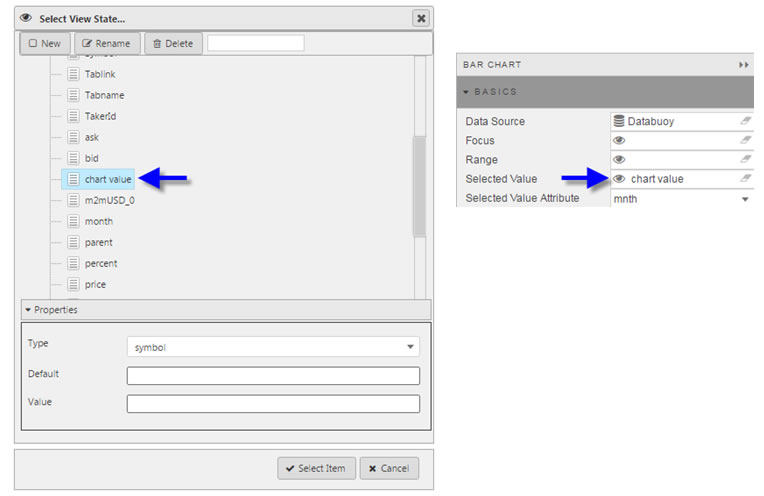 Select View State...
New Rename Delete
Tablink
Tabname
TakerId
ask
bid
chart value
m2mUSD_0
month
parent
percent
price
Properties
Type symbol
Default
Value
Select Item Cancel
BAR CHART
BASICS
Data Source Databuoy
Focus
Range
Selected Value chart value
Selected Value Attribute mnth